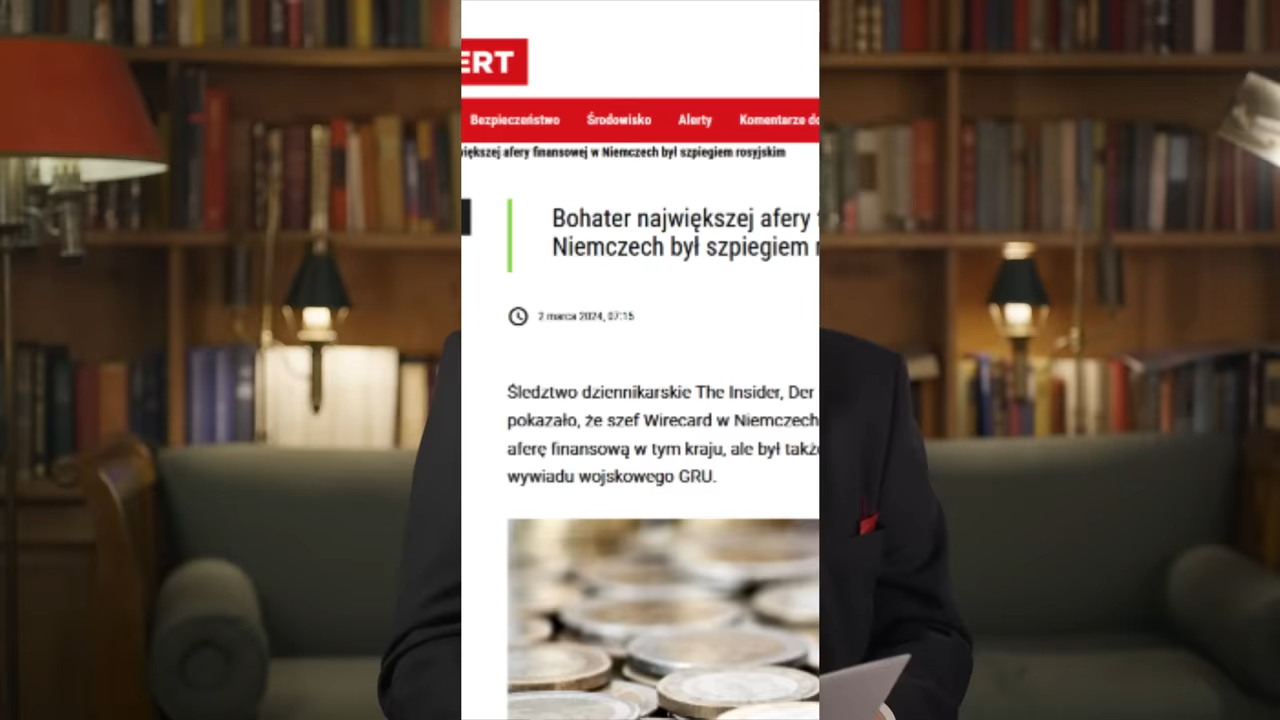 ERT
Bezpieczeństwo Środowisko Alerty Komentarze do
iększej afery finansowej w Niemczech był szpiegiem rosyjskim
Bohater największej afery
Niemczech był szpiegiem
2 marca 2024, 07:15
Śledztwo dziennikarskie The Insider, Der
pokazało, że szef Wirecard w Niemczech
aferę finansową w tym kraju, ale był także
wywiadu wojskowego GRU.